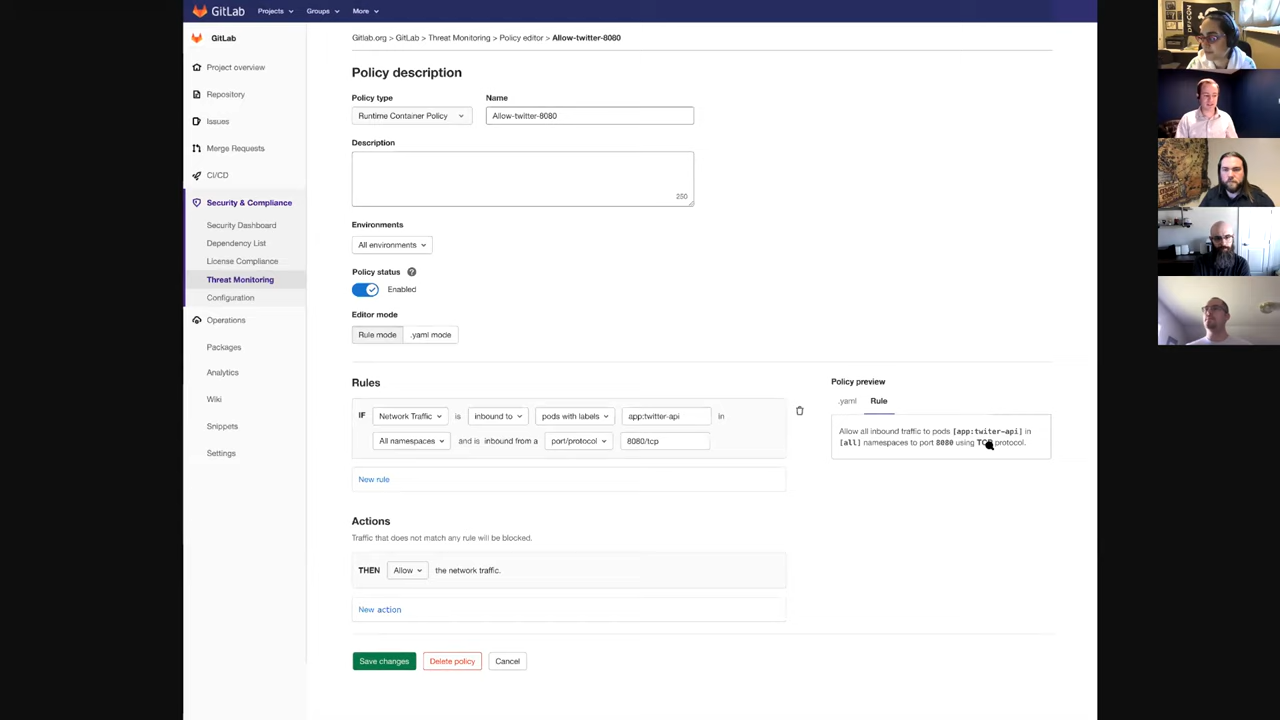 GitLab Projects Groups More
GitLab
Project overview
Repository
Issues
Merge Requests
CI/CD
Security & Compliance
Security Dashboard
Dependency List
License Compliance
Threat Monitoring
Configuration
Operations
Packages
Analytics
Wiki
Snippets
Settings
Gitlab.org > GitLab > Threat Monitoring > Policy editor > Allow-twitter-8080
Policy description
Policy type Name
Runtime Container Policy Allow-twitter-8080
Description
250
Environments
All environments
Policy status ?
Enabled
Editor mode
Rule mode .yaml mode
Rules
IF Network Traffic is inbound to pods with labels app:twitter-api in
All namespaces and is inbound from a port/protocol 8080/tcp
New rule
Policy preview
.yaml Rule
Allow all inbound traffic to pods [app:twiter-api] in
[all] namespaces to port 8080 using TCP protocol.
Actions
Traffic that does not match any rule will be blocked.
THEN Allow the network traffic.
New action
Save changes Delete policy Cancel